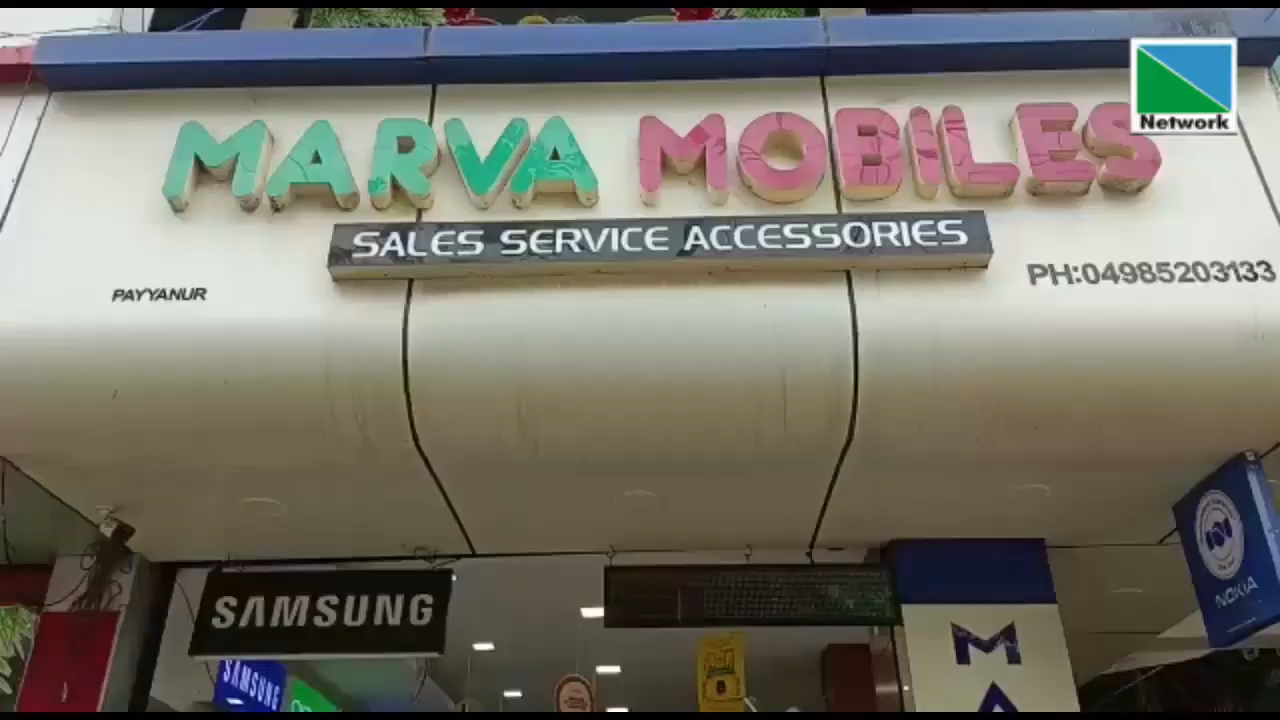 Network
MARVA MOBILES
SALES SERVICE ACCESSORIES
PAYYANUR
PH:04985203133
SAMSUNG
SAMSUNG
NOKIA
M